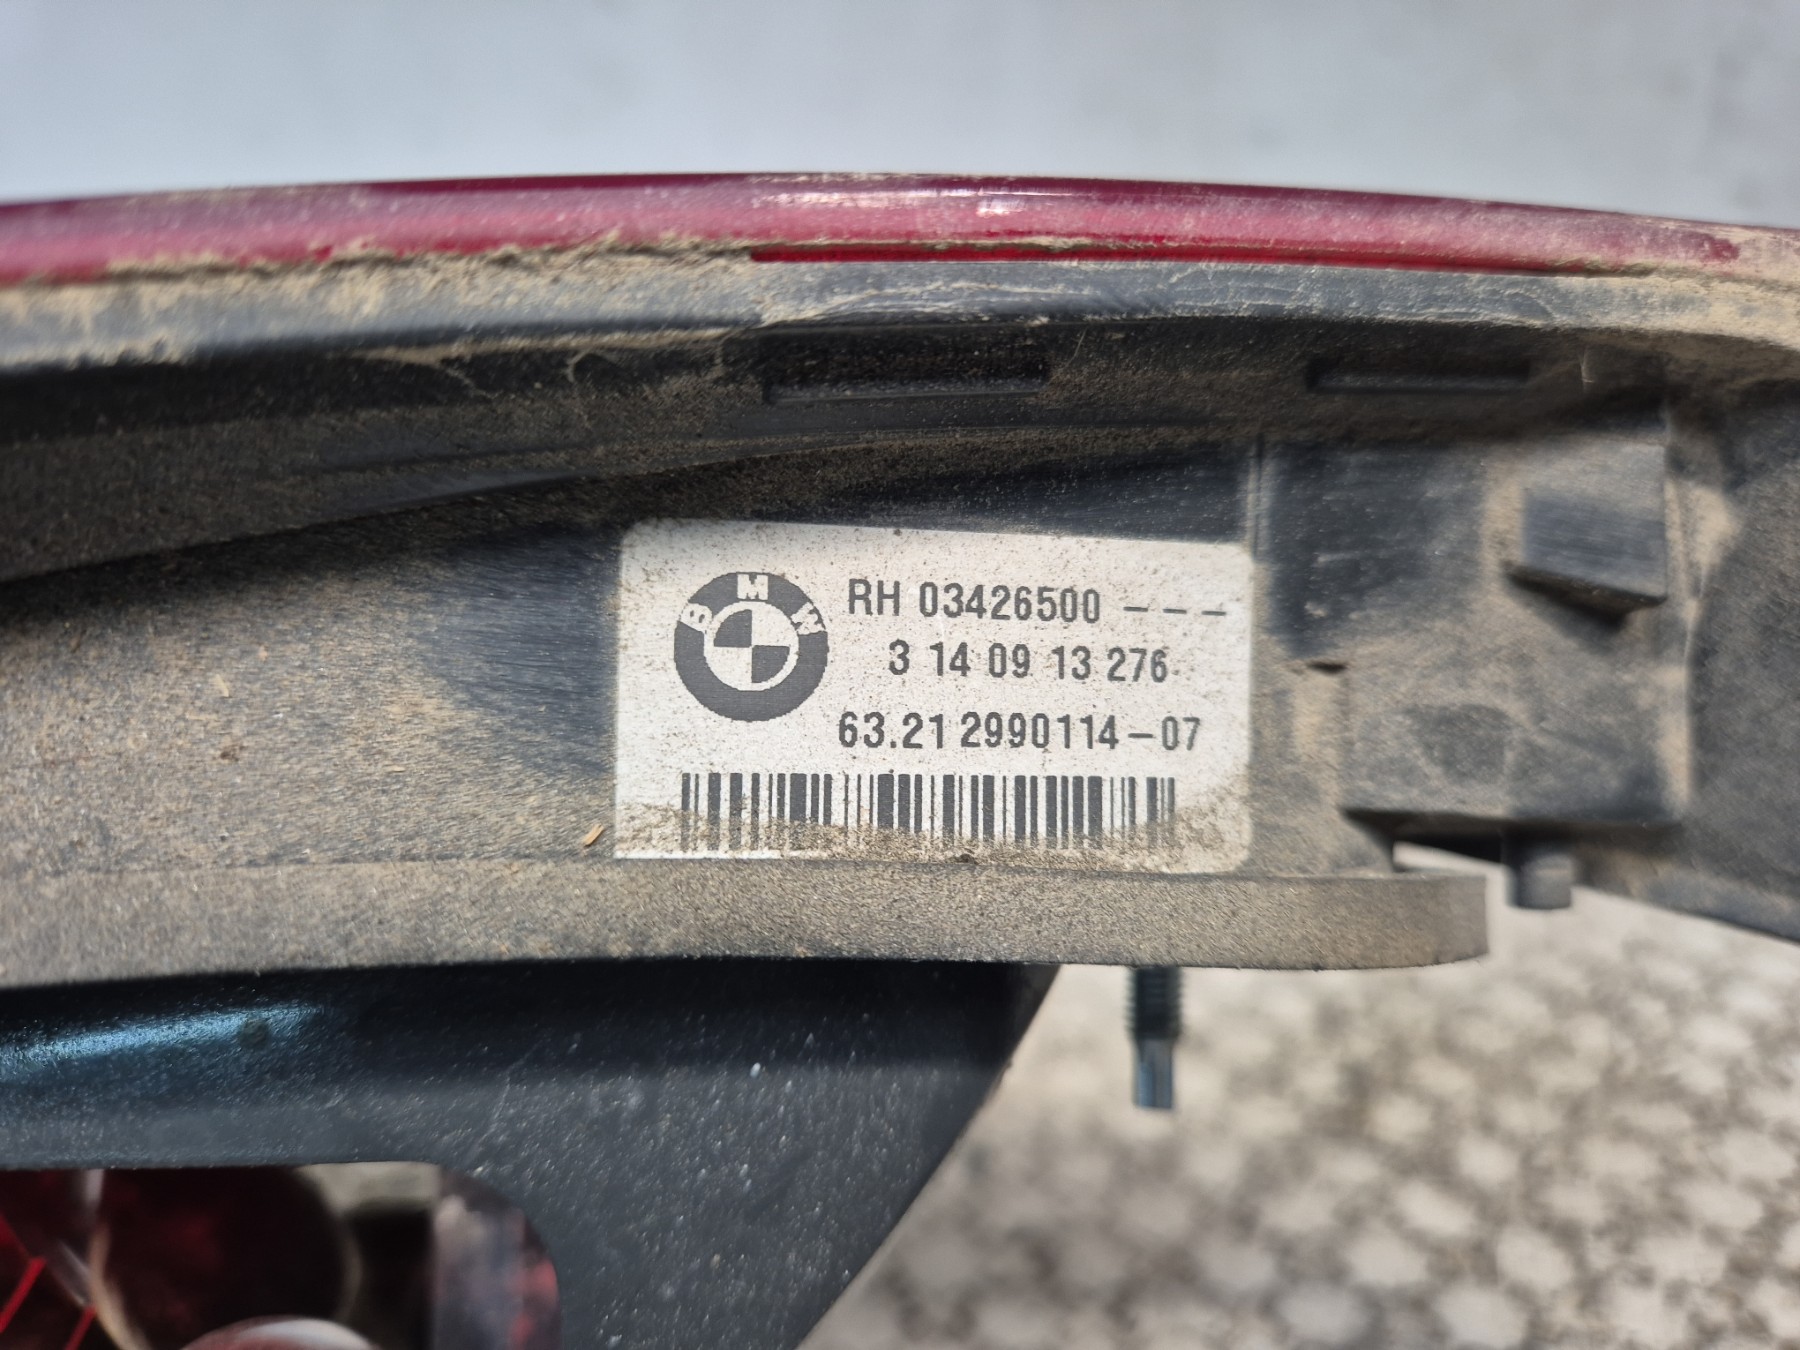 BMW
RH 03426500 ---
3 14 09 13 276
63.21 2990114-07